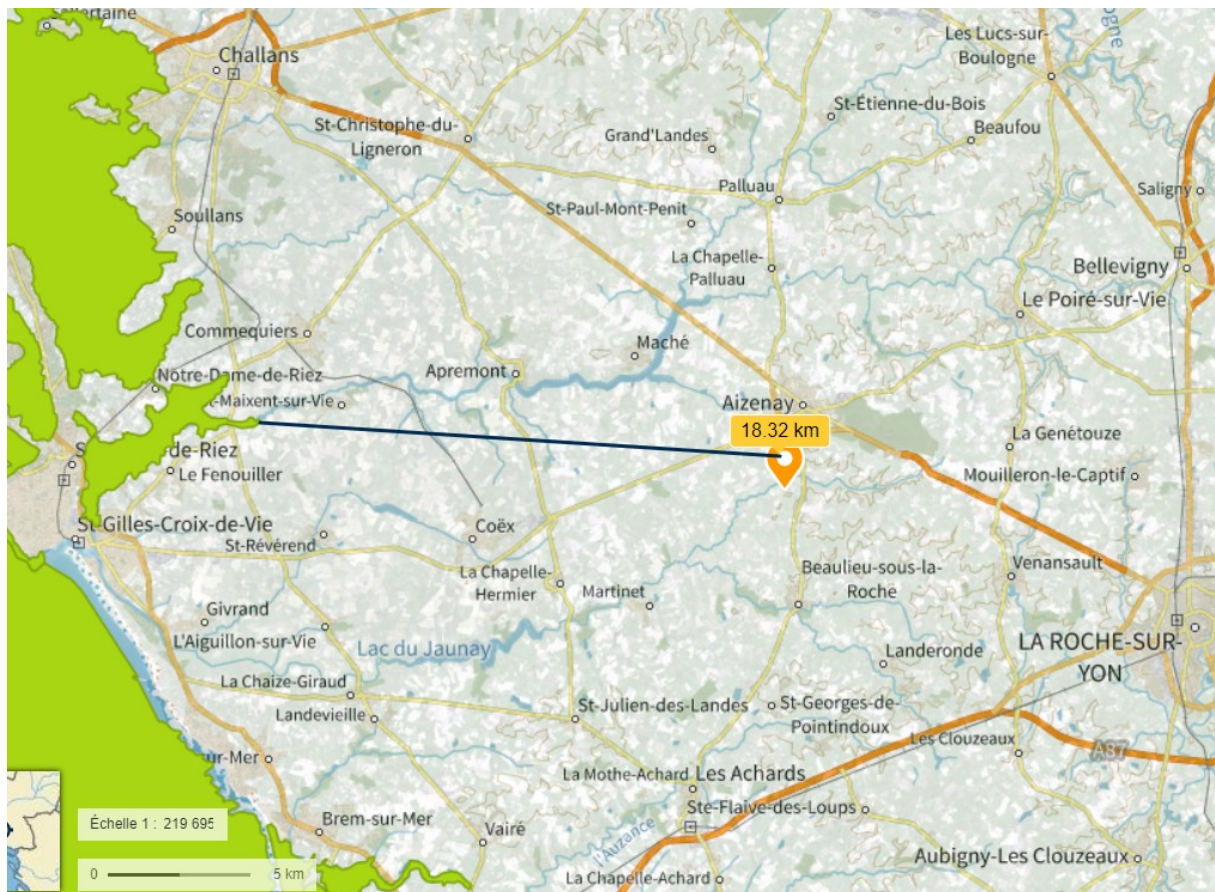 Challans
Les Lucs-sur-
Boulogne
St-Etienne-du-Bois
St-Christophe-du-
Ligneron
Grand'Landes
Beaufou
Palluau
Saligny
St-Paul-Mont-Penit
Soullans
La Chapelle-
Palluau
Bellevigny
Le Poiré-sur-Vie
Commequiers
Maché
Apremont
Notre-Dame-de-Riez
t-Maixent-sur-Vie
Aizenay
18.32 km
La Genétouze
de-Riez
Le Fenouiller
Mouilleron-le-Captif
St-Gilles-Croix-de-Vie
Coëx
St-Révérend
La Chapelle-
Hermier
Beaulieu-sous-la-
Roche
Venansault
Martinet
Givrand
L'Aiguillon-sur-Vie
Lac du Jaunay
LA ROCHE-SUR-
YON
Landeronde
La Chaize-Giraud
Landevieille
St-Julien-des-Landes
St-Georges-de-
Pointindoux
Les Clouzeaux
A87
ur-Mer
La Mothe-Achard
Les Achards
Ste-Flaive-des-Loups
Échelle 1 : 219 695
Brem-sur-Mer
Vairé
l'Auzance
Aubigny-Les Clouzeaux
0
5 km
La Chapelle-Achard